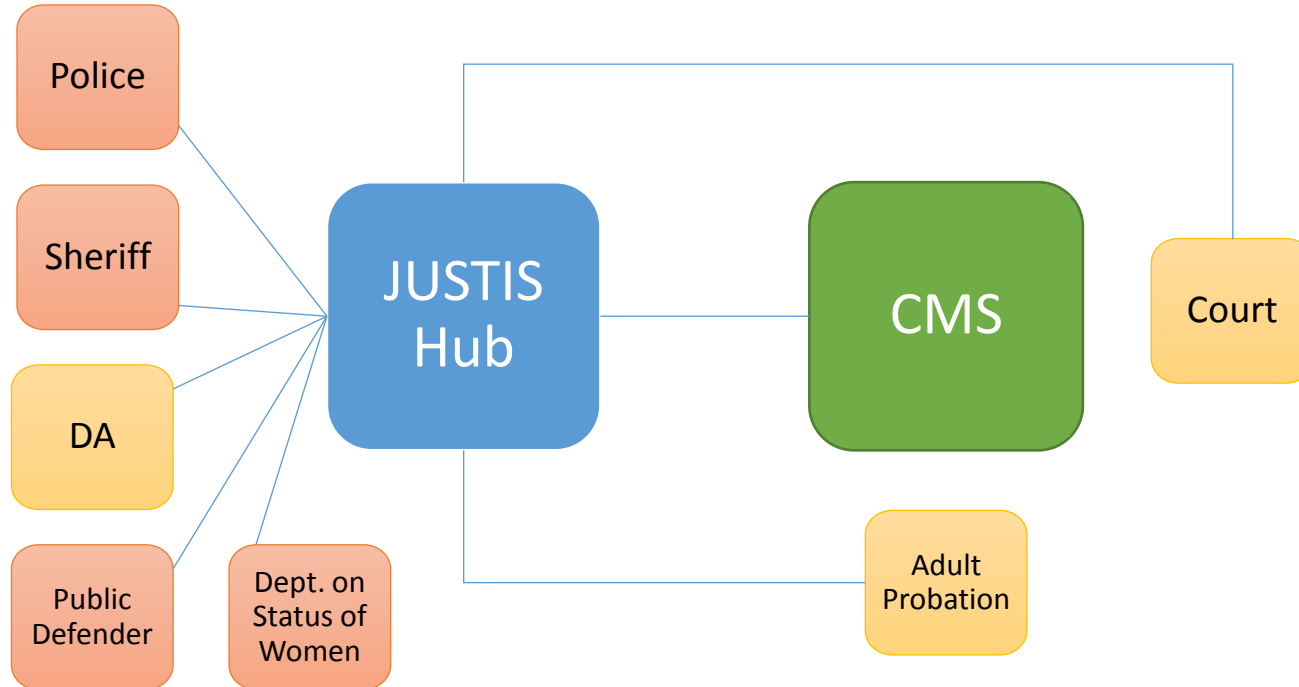 Police
Sheriff
DA
Public
Defender
Dept. on
Status of
Women
JUSTIS
Hub
CMS
Court
Adult
Probation